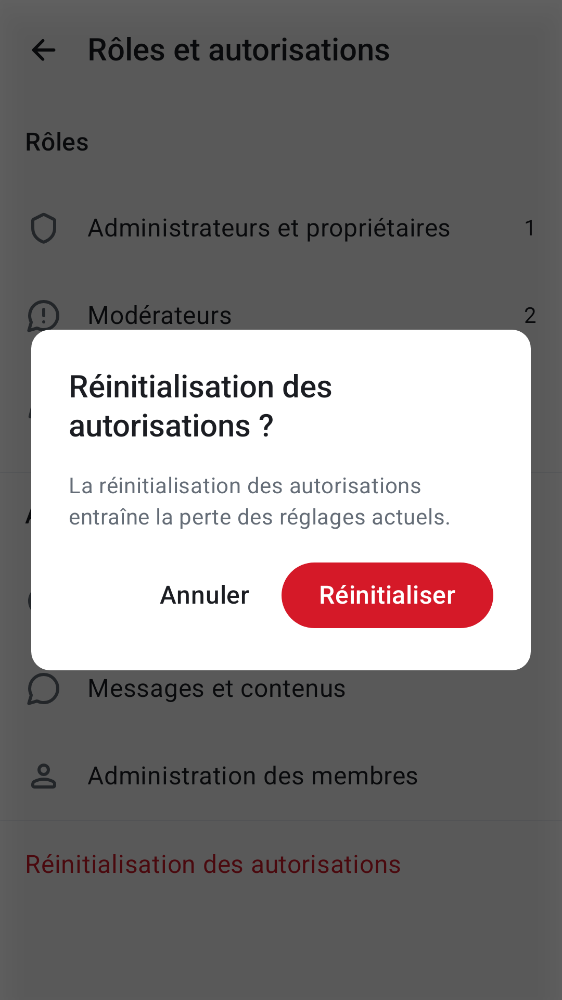 Rôles et autorisations
Rôles
Administrateurs et propriétaires 1
Modérateurs 2
Réinitialisation des
autorisations ?
La réinitialisation des autorisations
entraîne la perte des réglages actuels.
Annuler Réinitialiser
Messages et contenus
Administration des membres
Réinitialisation des autorisations